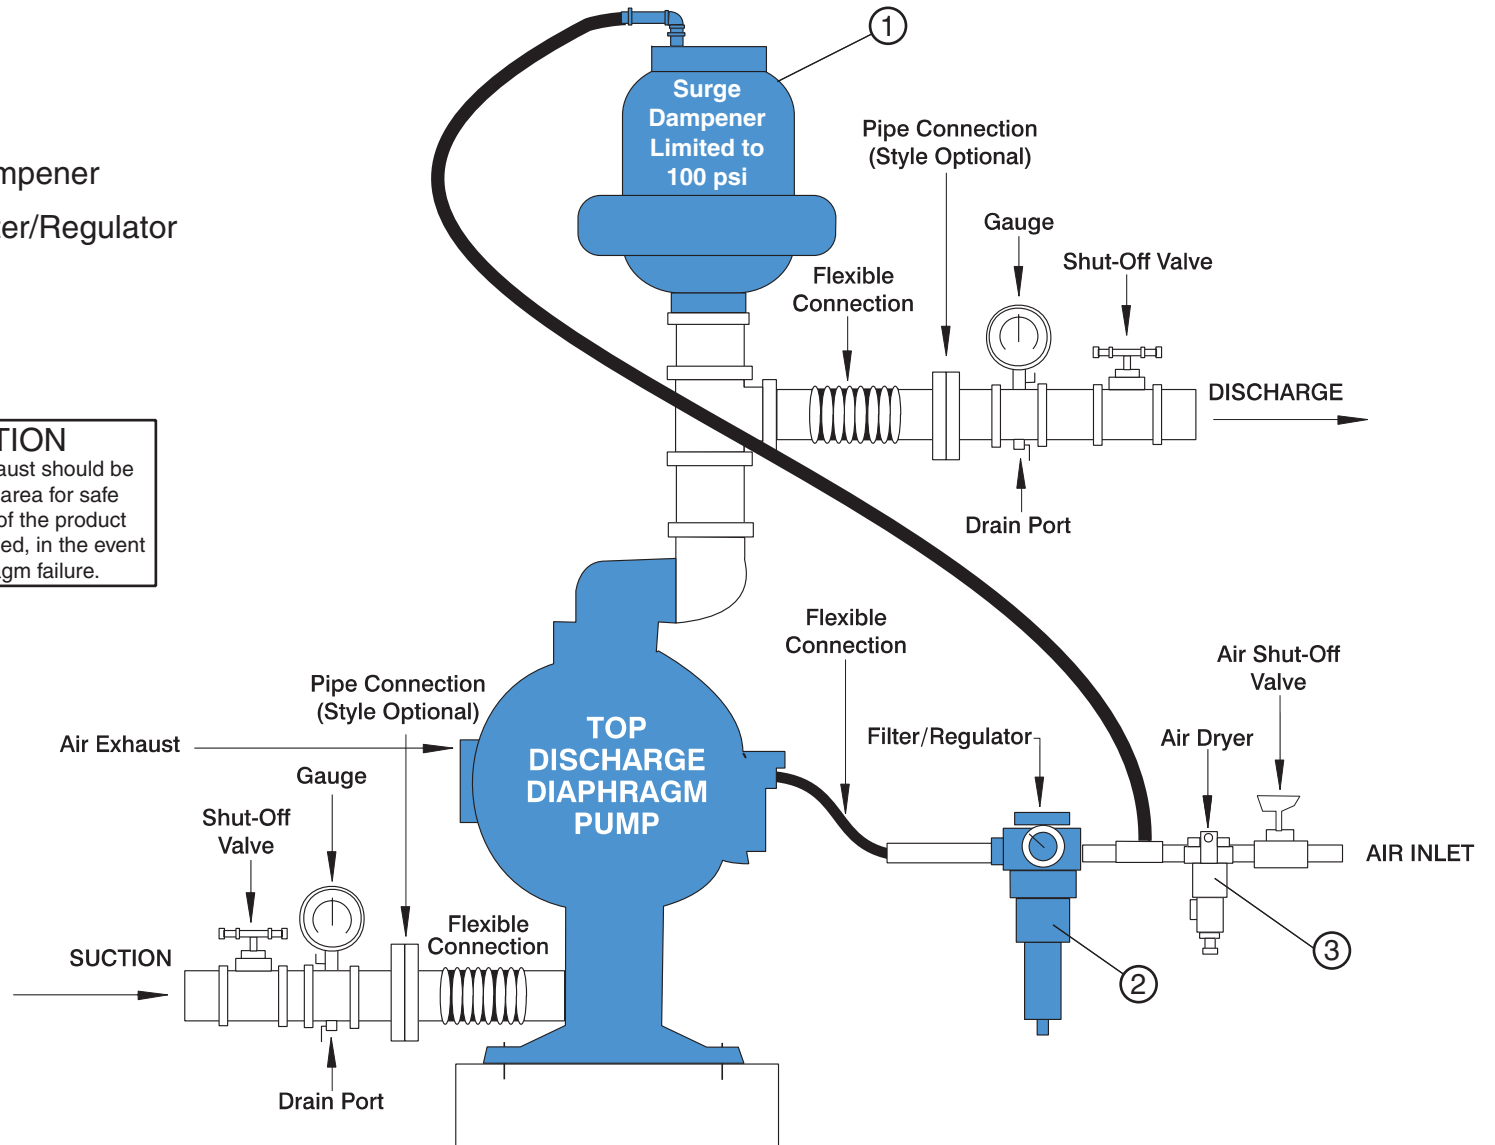 1
Surge
Dampener
Limited to
100 psi
Pipe Connection
(Style Optional)
Gauge
Shut-Off Valve
Flexible
Connection
DISCHARGE
Drain Port
mpener
ter/Regulator
TION
aust should be
area for safe
of the product
ed, in the event
agm failure.
Flexible
Connection
Air Shut-Off
Valve
Filter/Regulator
Air Dryer
AIR INLET
3
2
Pipe Connection
(Style Optional)
Air Exhaust
TOP
DISCHARGE
DIAPHRAGM
PUMP
Gauge
Shut-Off
Valve
Flexible
Connection
SUCTION
Drain Port